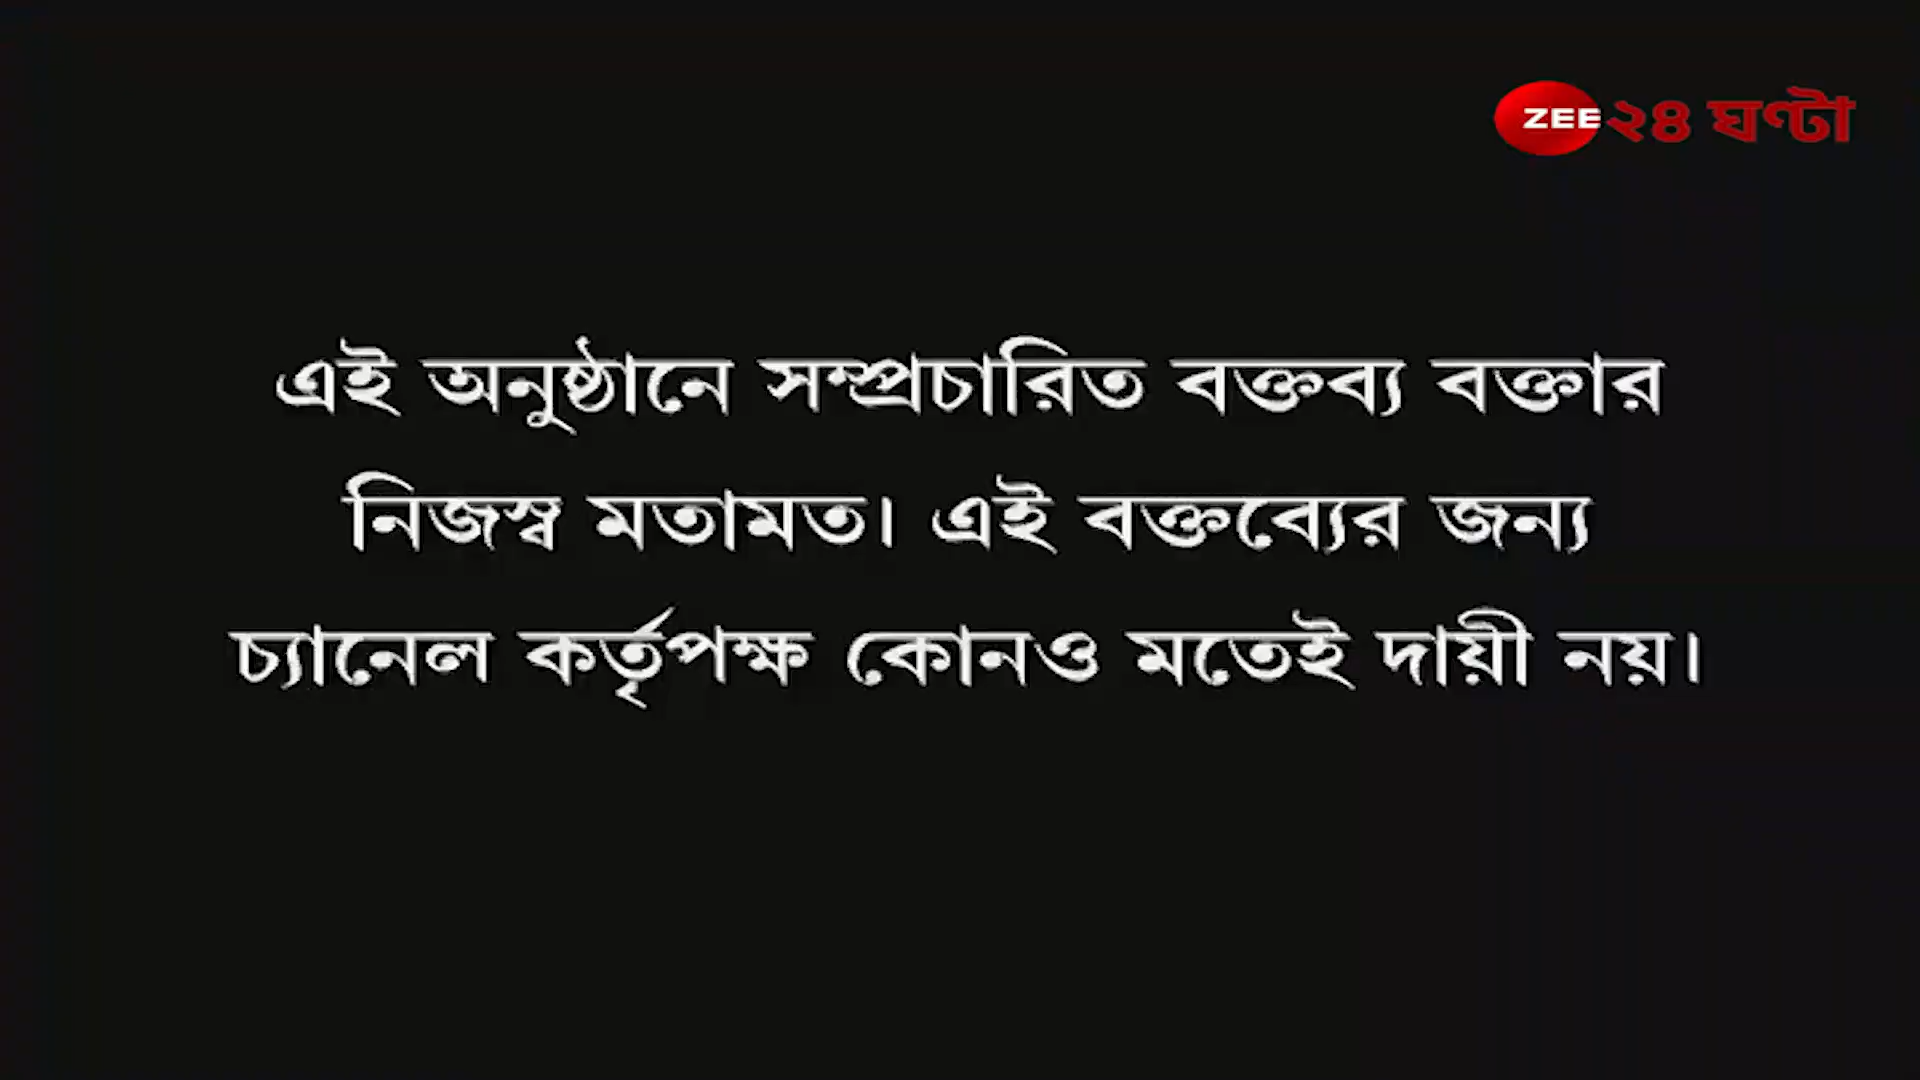 ZEE ২৪ ঘণ্টা
এই অনুষ্ঠানে সম্প্রচারিত বক্তব্য বক্তার
নিজস্ব মতামত। এই বক্তব্যের জন্য
চ্যানেল কর্তৃপক্ষ কোনও মতেই দায়ী নয়।